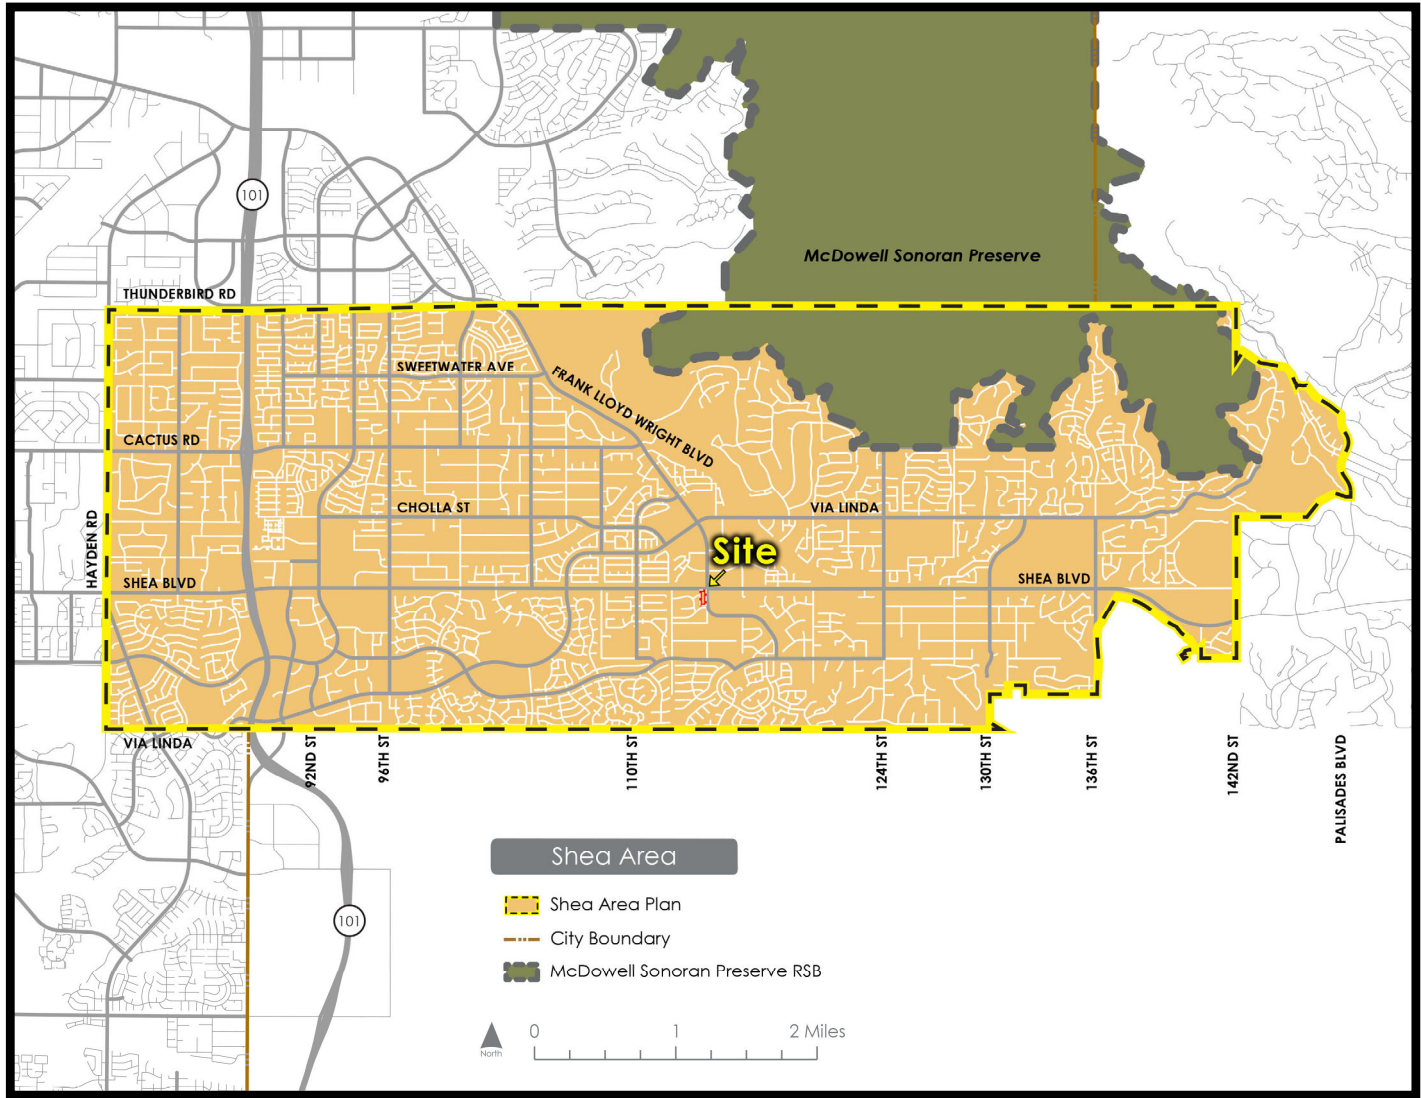 101
McDowell Sonoran Preserve
THUNDERBIRD RD
SWEETWATER AVE
FRANK LLOYD WRIGHT BLVD
CACTUS RD
CHOLLA ST
VIA LINDA
HAYDEN RD
Site
SHEA BLVD
SHEA BLVD
VIA LINDA
92ND ST
96TH ST
110TH ST
124TH ST
130TH ST
136TH ST
142ND ST
PALISADES BLVD
Shea Area
Shea Area Plan
101
City Boundary
McDowell Sonoran Preserve RSB
0 1 2 Miles
North